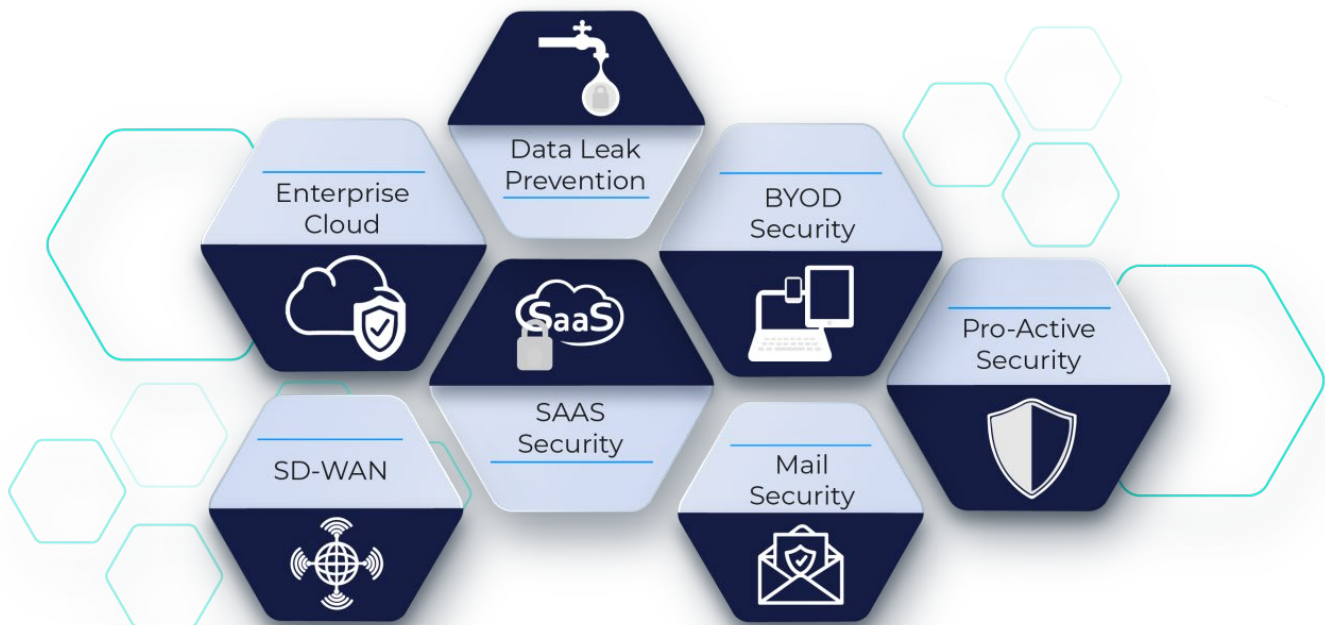 Data Leak
Prevention
Enterprise
Cloud
BYOD
Security
SaaS
SAAS
Security
Pro-Active
Security
SD-WAN
Mail
Security